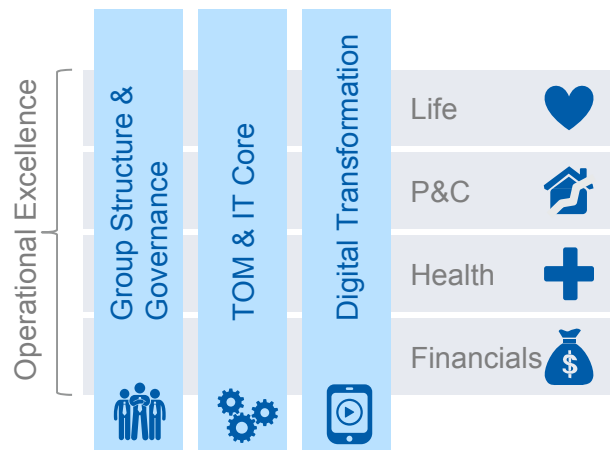 Operational Excellence
Group Structure &
Governance
TOM & IT Core
Digital Transformation
Life
P&C
Health
Financials
$